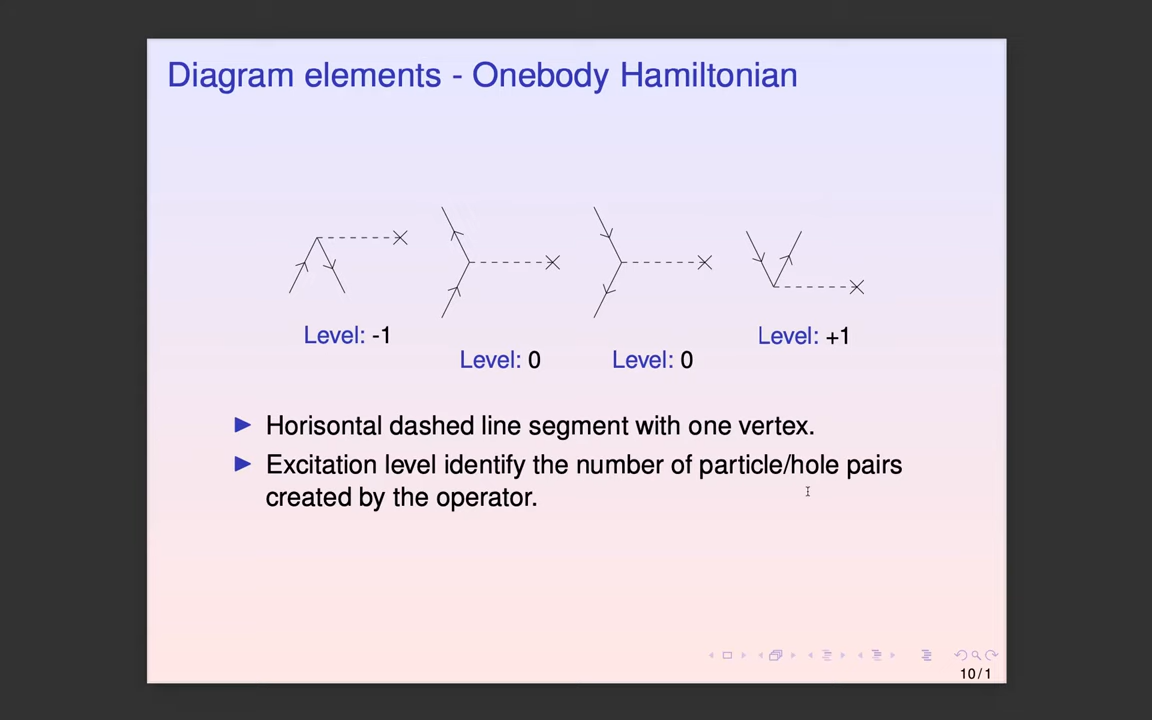 Diagram elements - Onebody Hamiltonian
Level: -1
Level: +1
Level: 0
Level: 0
Horisontal dashed line segment with one vertex.
Excitation level identify the number of particle/hole pairs
created by the operator.
10 / 1